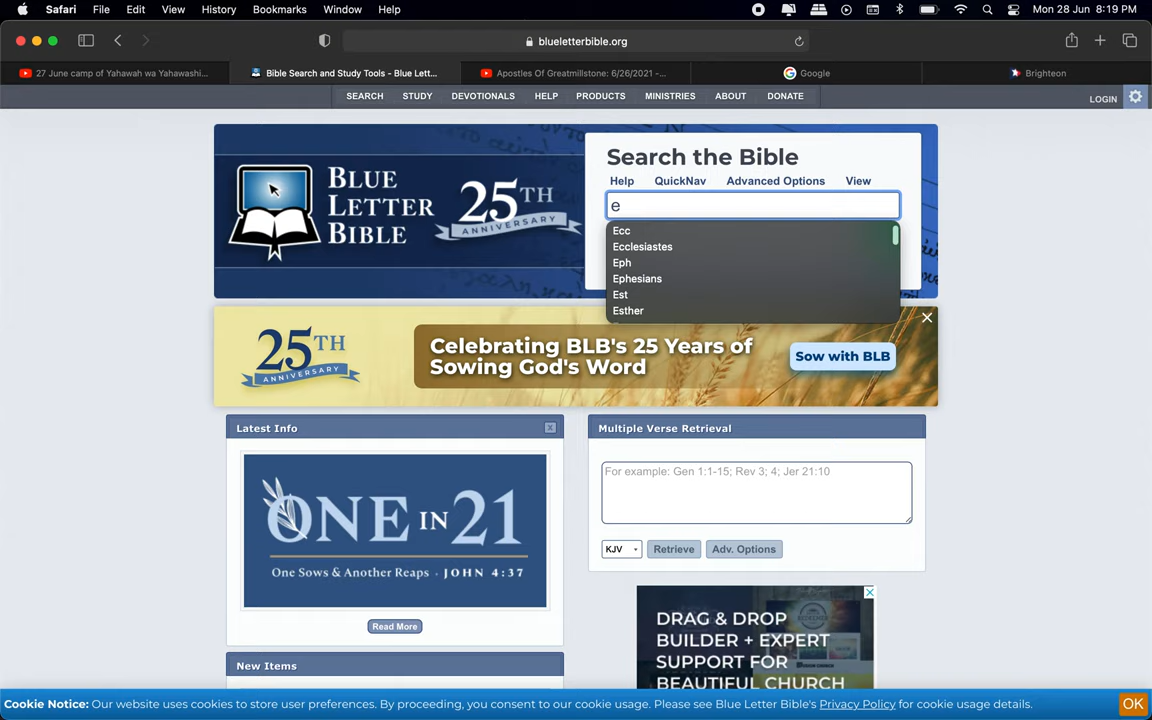 Safari File Edit View History Bookmarks Window Help Mon 28 Jun 8:19 PM
blueletterbible.org
27 June camp of Yahawah wa Yahawashi... Bible Search and Study Tools - Blue Lett... Apostles Of Greatmillstone: 6/26/2021 -... Google Brighteon
SEARCH STUDY DEVOTIONALS HELP PRODUCTS MINISTRIES ABOUT DONATE LOGIN
BLUE
LETTER
BIBLE
25TH
ANNIVERSARY
Search the Bible
Help QuickNav Advanced Options View
e
Ecc
Ecclesiastes
Eph
Ephesians
Est
Esther
25TH
ANNIVERSARY
Celebrating BLB's 25 Years of
Sowing God's Word
Sow with BLB
Latest Info
ONE IN 21
One Sows & Another Reaps · JOHN 4:37
Read More
New Items
Multiple Verse Retrieval
For example: Gen 1:1-15; Rev 3; 4; Jer 21:10
KJV Retrieve Adv. Options
DRAG & DROP
BUILDER + EXPERT
SUPPORT FOR
BEAUTIFUL CHURCH
Cookie Notice: Our website uses cookies to store user preferences. By proceeding, you consent to our cookie usage. Please see Blue Letter Bible's Privacy Policy for cookie usage details. OK